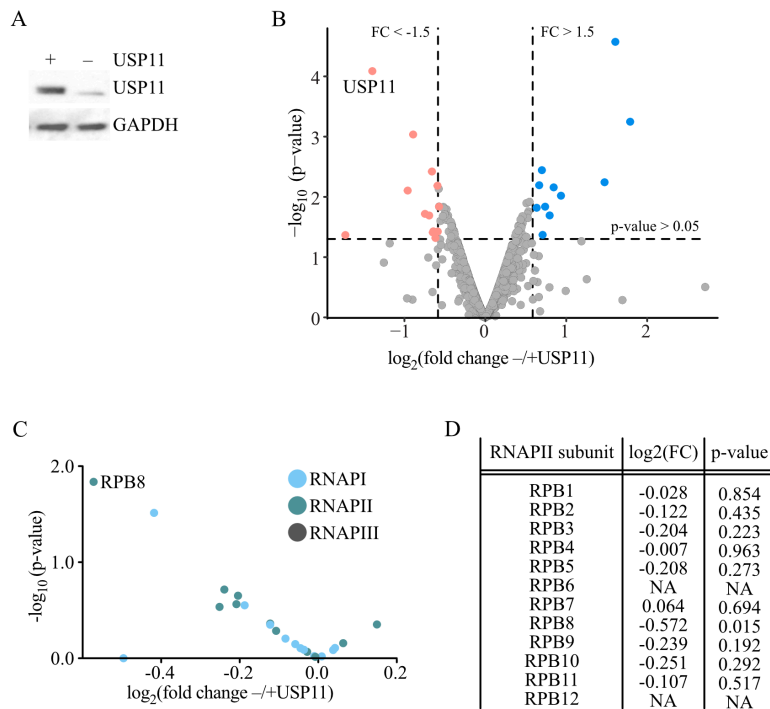 A
+ – USP11
USP11
GAPDH
B
FC < -1.5
FC > 1.5
USP11
p-value > 0.05
−log10 (p−value)
4
3
2
1
0
−1 0 1 2
log2(fold change –/+USP11)
C
2.0
1.0
0.0
-log10 (p-value)
RPB8
RNAPI
RNAPII
RNAPIII
-0.4 -0.2 0.0 0.2
log2(fold change –/+USP11)
D
RNAPII subunit log2(FC) p-value
RPB1 -0.028 0.854
RPB2 -0.122 0.435
RPB3 -0.204 0.223
RPB4 -0.007 0.963
RPB5 -0.208 0.273
RPB6 NA NA
RPB7 0.064 0.694
RPB8 -0.572 0.015
RPB9 -0.239 0.192
RPB10 -0.251 0.292
RPB11 -0.107 0.517
RPB12 NA NA